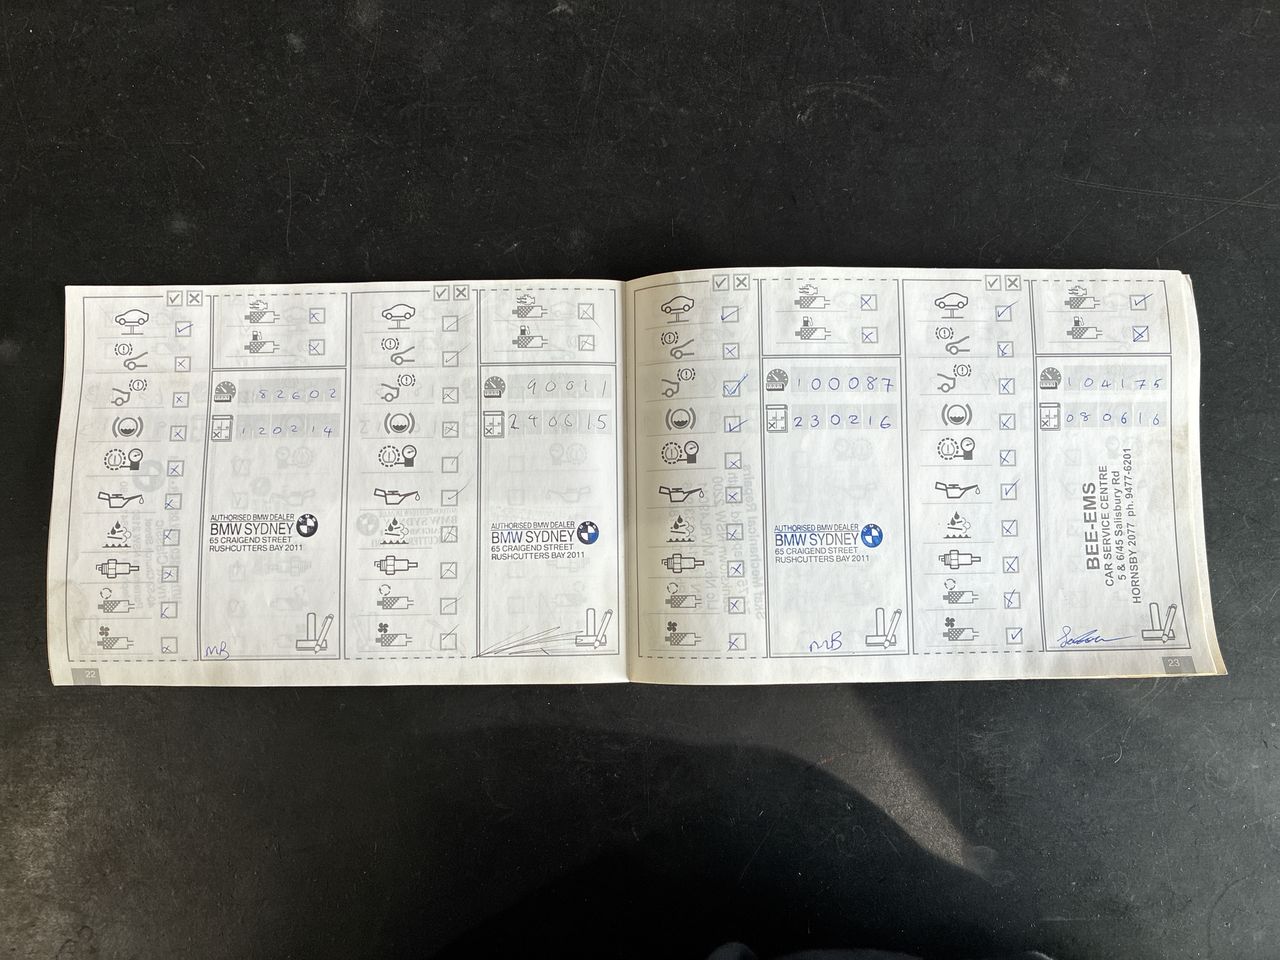 82602
120214
AUTHORISED BMW DEALER
BMW SYDNEY
65 CRAIGEND STREET
RUSHCUTTERS BAY 2011
MB
22
90011
240615
AUTHORISED BMW DEALER
BMW SYDNEY
65 CRAIGEND STREET
RUSHCUTTERS BAY 2011
100087
230216
AUTHORISED BMW DEALER
BMW SYDNEY
65 CRAIGEND STREET
RUSHCUTTERS BAY 2011
MB
104175
080616
BEE-EMS
CAR SERVICE CENTRE
5 & 6/45 Salisbury Rd
HORNSBY 2077 ph. 9477-6201
23